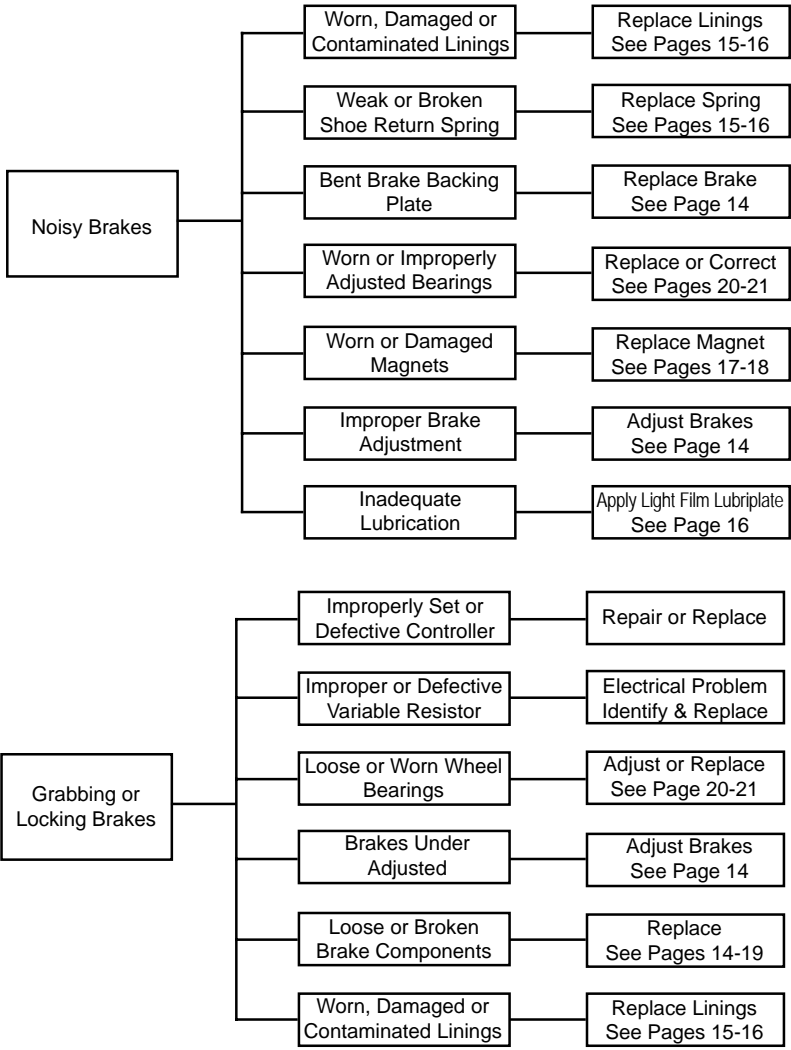 Noisy Brakes
Worn, Damaged or
Contaminated Linings
Replace Linings
See Pages 15-16
Weak or Broken
Shoe Return Spring
Replace Spring
See Pages 15-16
Bent Brake Backing
Plate
Replace Brake
See Page 14
Worn or Improperly
Adjusted Bearings
Replace or Correct
See Pages 20-21
Worn or Damaged
Magnets
Replace Magnet
See Pages 17-18
Improper Brake
Adjustment
Adjust Brakes
See Page 14
Inadequate
Lubrication
Apply Light Film Lubriplate
See Page 16
Grabbing or
Locking Brakes
Improperly Set or
Defective Controller
Repair or Replace
Improper or Defective
Variable Resistor
Electrical Problem
Identify & Replace
Loose or Worn Wheel
Bearings
Adjust or Replace
See Page 20-21
Brakes Under
Adjusted
Adjust Brakes
See Page 14
Loose or Broken
Brake Components
Replace
See Pages 14-19
Worn, Damaged or
Contaminated Linings
Replace Linings
See Pages 15-16